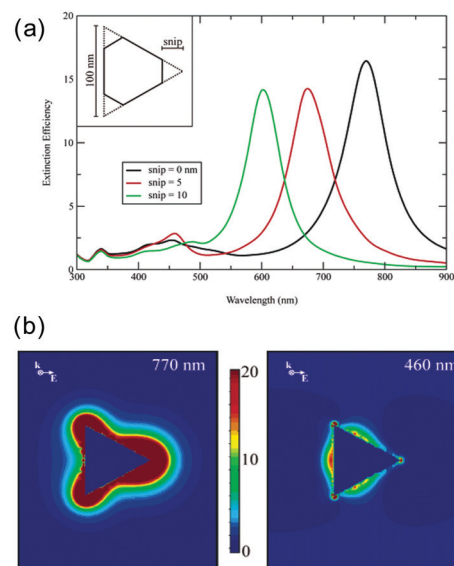 (a)
20
15
10
5
0
Extinction Efficiency
100 nm
snip
snip = 0 nm
snip = 5
snip = 10
300 400 500 600 700 800 900
Wavelength (nm)
(b)
k
E
770 nm
20
10
0
k
E
460 nm